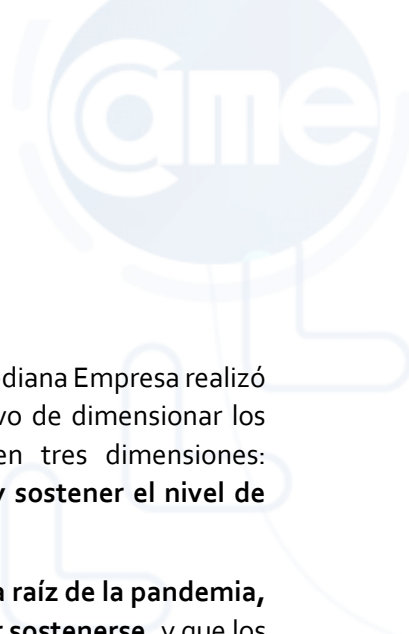 came
diana Empresa realizó
vo de dimensionar los
en tres dimensiones:
y sostener el nivel de
a raíz de la pandemia,
r sostenerse, y que los